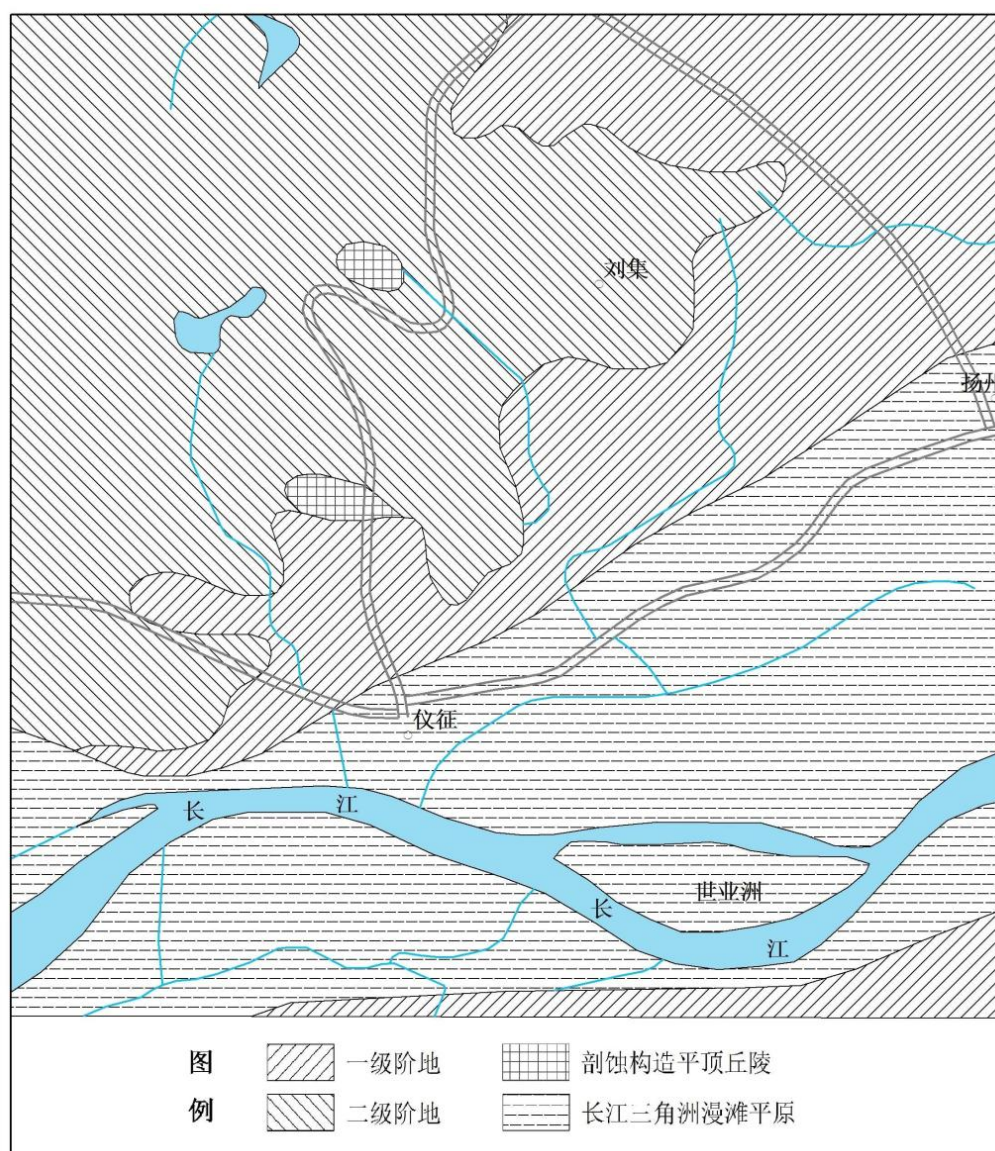 刘集
扬州
仪征
长 江
世业洲
长 江
图例
一级阶地
剖蚀构造平顶丘陵
二级阶地
长江三角洲漫滩平原